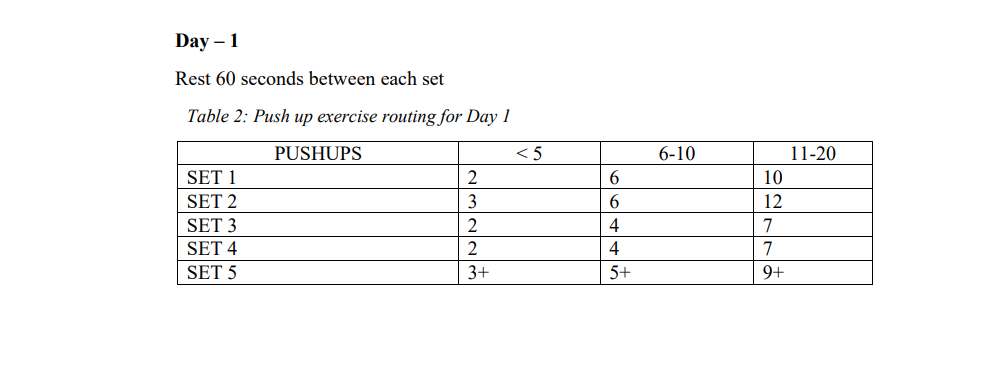 Day – 1
Rest 60 seconds between each set
Table 2: Push up exercise routing for Day 1
PUSHUPS < 5 6-10 11-20
SET 1 2 6 10
SET 2 3 6 12
SET 3 2 4 7
SET 4 2 4 7
SET 5 3+ 5+ 9+